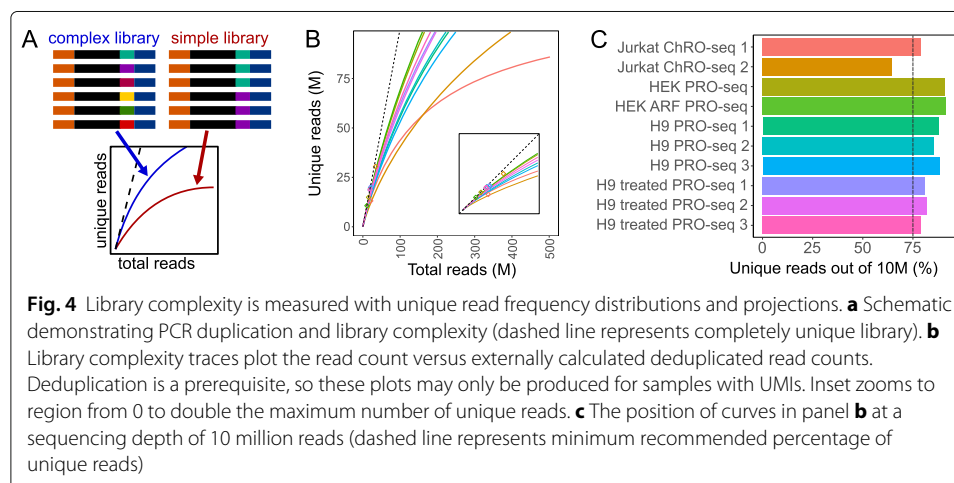 A
complex library simple library
unique reads
total reads
B
Unique reads (M)
75
50
25
0
0
100
200
300
400
500
Total reads (M)
C
Jurkat ChRO-seq 1
Jurkat ChRO-seq 2
HEK PRO-seq
HEK ARF PRO-seq
H9 PRO-seq 1
H9 PRO-seq 2
H9 PRO-seq 3
H9 treated PRO-seq 1
H9 treated PRO-seq 2
H9 treated PRO-seq 3
0 25 50 75
Unique reads out of 10M (%)
Fig. 4 Library complexity is measured with unique read frequency distributions and projections. a Schematic
demonstrating PCR duplication and library complexity (dashed line represents completely unique library). b
Library complexity traces plot the read count versus externally calculated deduplicated read counts.
Deduplication is a prerequisite, so these plots may only be produced for samples with UMIs. Inset zooms to
region from 0 to double the maximum number of unique reads. c The position of curves in panel b at a
sequencing depth of 10 million reads (dashed line represents minimum recommended percentage of
unique reads)